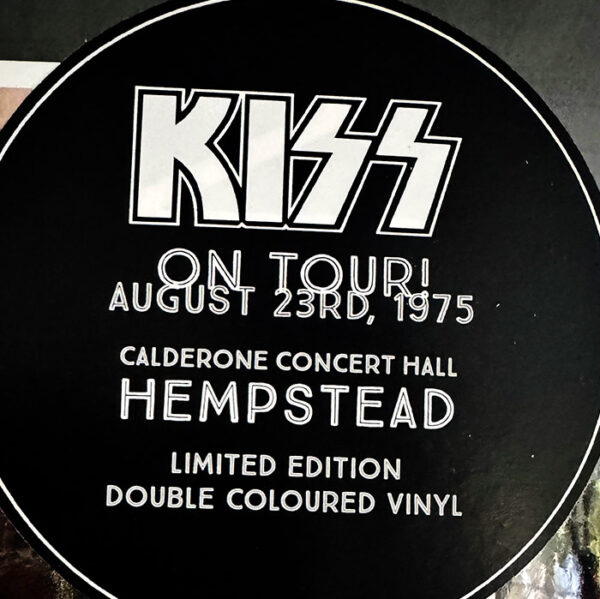 KISS
ON TOUR!
AUGUST 23RD, 1975
CALDERONE CONCERT HALL
HEMPSTEAD
LIMITED EDITION
DOUBLE COLOURED VINYL